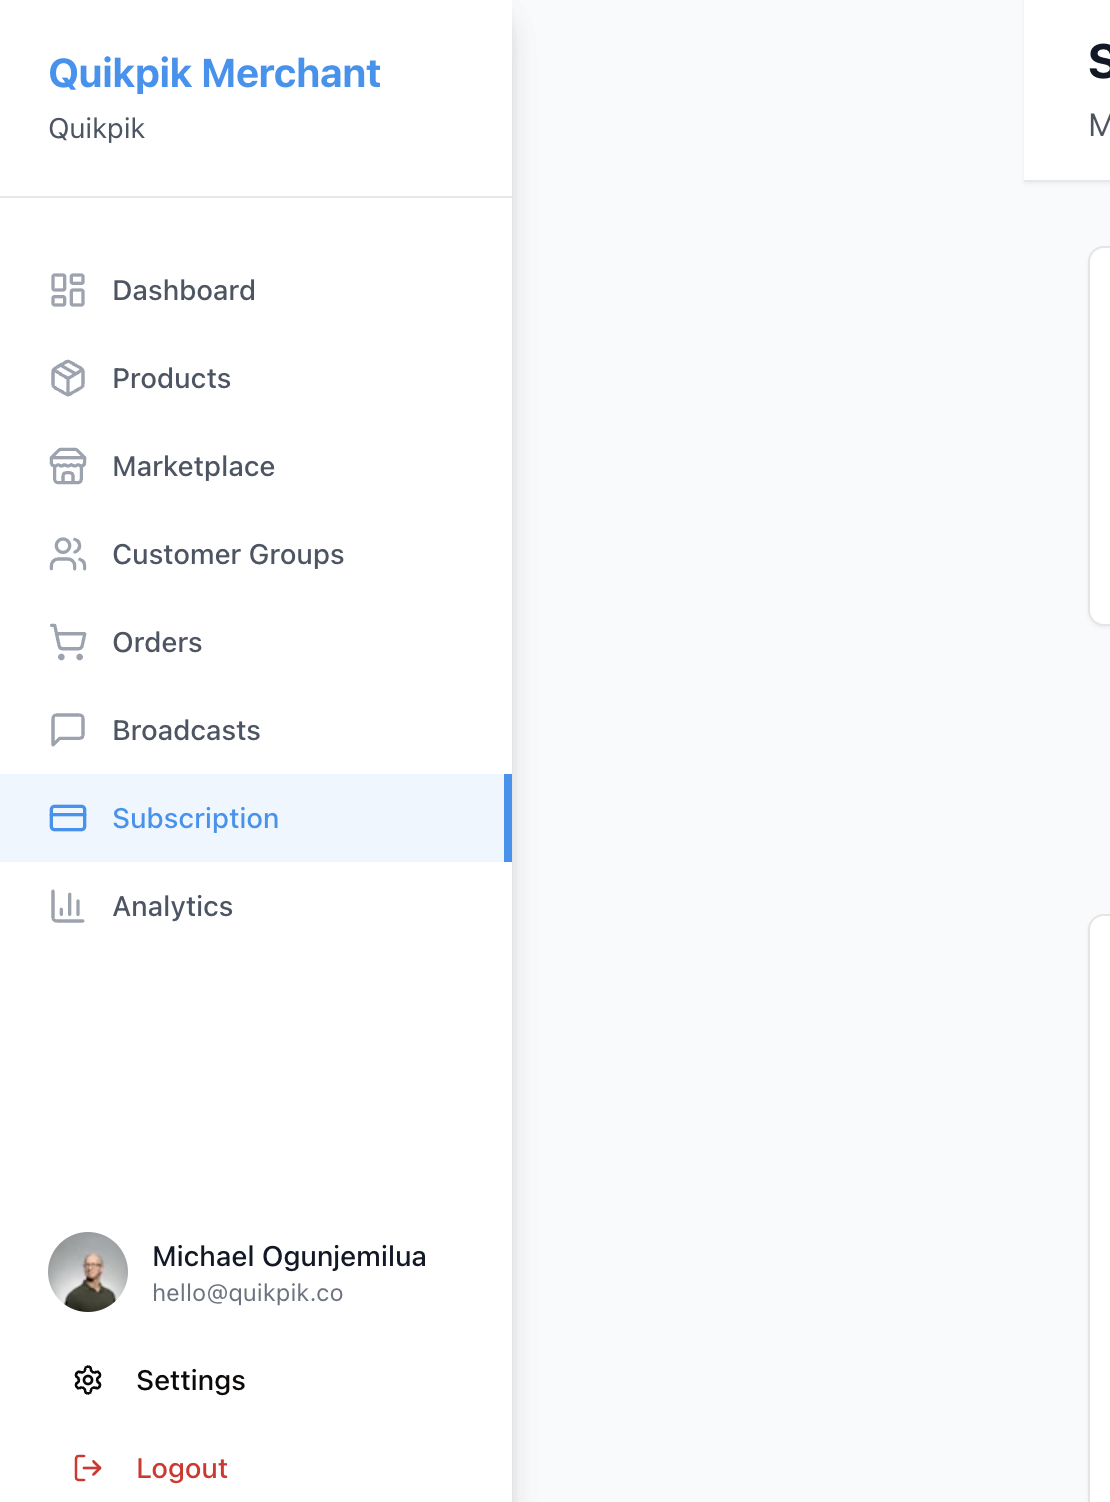 Quikpik Merchant
Quikpik
Dashboard
Products
Marketplace
Customer Groups
Orders
Broadcasts
Subscription
Analytics
Michael Ogunjemilua
hello@quikpik.co
Settings
Logout